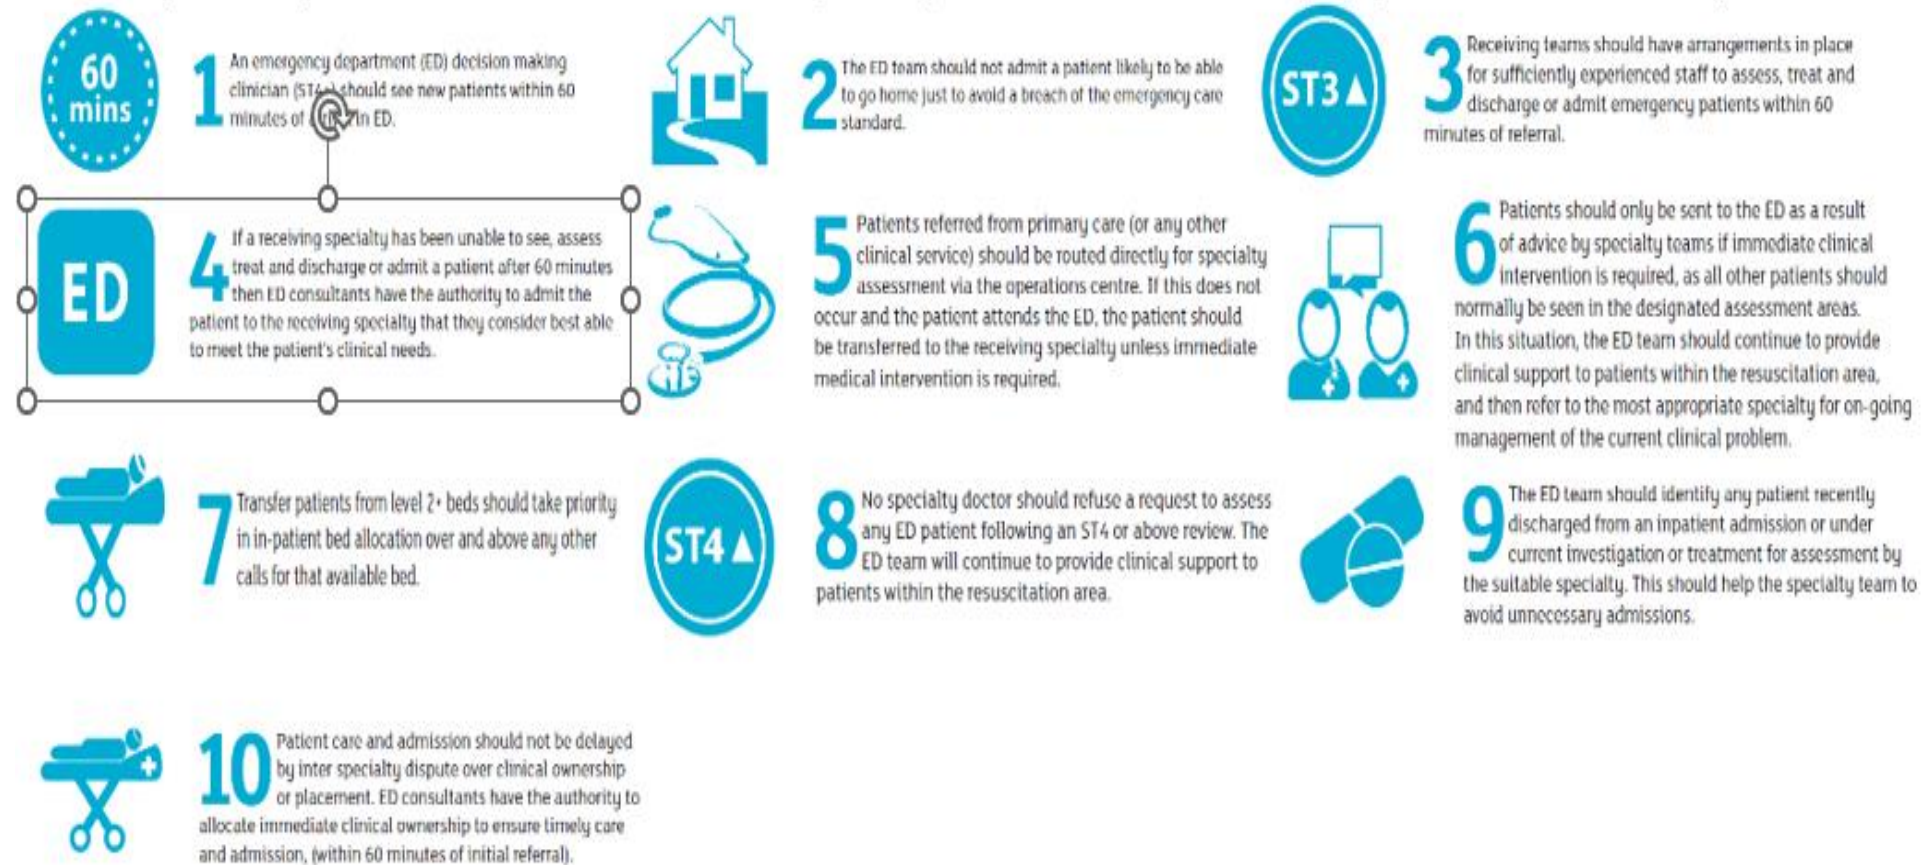 60
mins
1 An emergency department (ED) decision making
clinician (ST4+) should see new patients within 60
minutes of in ED.
2 The ED team should not admit a patient likely to be able
to go home just to avoid a breach of the emergency care
standard.
ST3
3 Receiving teams should have arrangements in place
for sufficiently experienced staff to assess, treat and
discharge or admit emergency patients within 60
minutes of referral.
ED
4 If a receiving specialty has been unable to see, assess
treat and discharge or admit a patient after 60 minutes
then ED consultants have the authority to admit the
patient to the receiving specialty that they consider best able
to meet the patient's clinical needs.
5 Patients referred from primary care (or any other
clinical service) should be routed directly for specialty
assessment via the operations centre. If this does not
occur and the patient attends the ED, the patient should
be transferred to the receiving specialty unless immediate
medical intervention is required.
6 Patients should only be sent to the ED as a result
of advice by specialty teams if immediate clinical
intervention is required, as all other patients should
normally be seen in the designated assessment areas.
In this situation, the ED team should continue to provide
clinical support to patients within the resuscitation area,
and then refer to the most appropriate specialty for on-going
management of the current clinical problem.
7 Transfer patients from level 2+ beds should take priority
in in-patient bed allocation over and above any other
calls for that available bed.
ST4
8 No specialty doctor should refuse a request to assess
any ED patient following an ST4 or above review. The
ED team will continue to provide clinical support to
patients within the resuscitation area.
9 The ED team should identify any patient recently
discharged from an inpatient admission or under
current investigation or treatment for assessment by
the suitable specialty. This should help the specialty team to
avoid unnecessary admissions.
10 Patient care and admission should not be delayed
by inter specialty dispute over clinical ownership
or placement. ED consultants have the authority to
allocate immediate clinical ownership to ensure timely care
and admission, (within 60 minutes of initial referral).